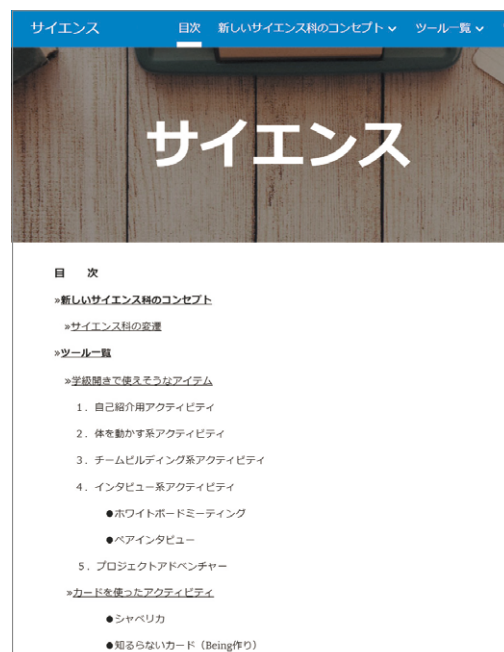 サイエンス 目次 新しいサイエンス科のコンセプト ツール一覧
サイエンス
目 次
»新しいサイエンス科のコンセプト
»サイエンス科の変遷
»ツール一覧
»学級開きで使えそうなアイテム
1．自己紹介用アクティビティ
2．体を動かす系アクティビティ
3．チームビルディング系アクティビティ
4．インタビュー系アクティビティ
●ホワイトボードミーティング
●ペアインタビュー
5．プロジェクトアドベンチャー
»カードを使ったアクティビティ
●シャベリカ
●知るらないカード（Being作り）